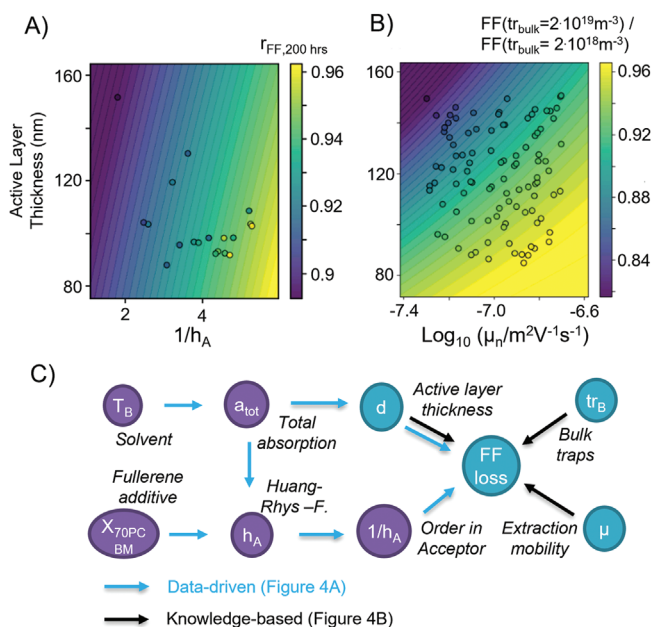 A)
r_FF,200 hrs
160
120
80
Active Layer
Thickness (nm)
2
4
1/h_A
0.96
0.94
0.92
0.9
B)
FF(tr_bulk=2·10^19m^-3) /
FF(tr_bulk= 2·10^18m^-3)
160
120
80
-7.4
-7.0
-6.6
Log_10 (μ_n/m^2V^-1s^-1)
0.96
0.92
0.88
0.84
C)
T_B
Solvent
a_tot
Total
absorption
d
Active layer
thickness
tr_B
Bulk
traps
FF
loss
Fullerene
additive
X_70PC
BM
h_A
Huang-
Rhys –F.
1/h_A
Order in
Acceptor
Extraction
mobility
μ
Data-driven (Figure 4A)
Knowledge-based (Figure 4B)